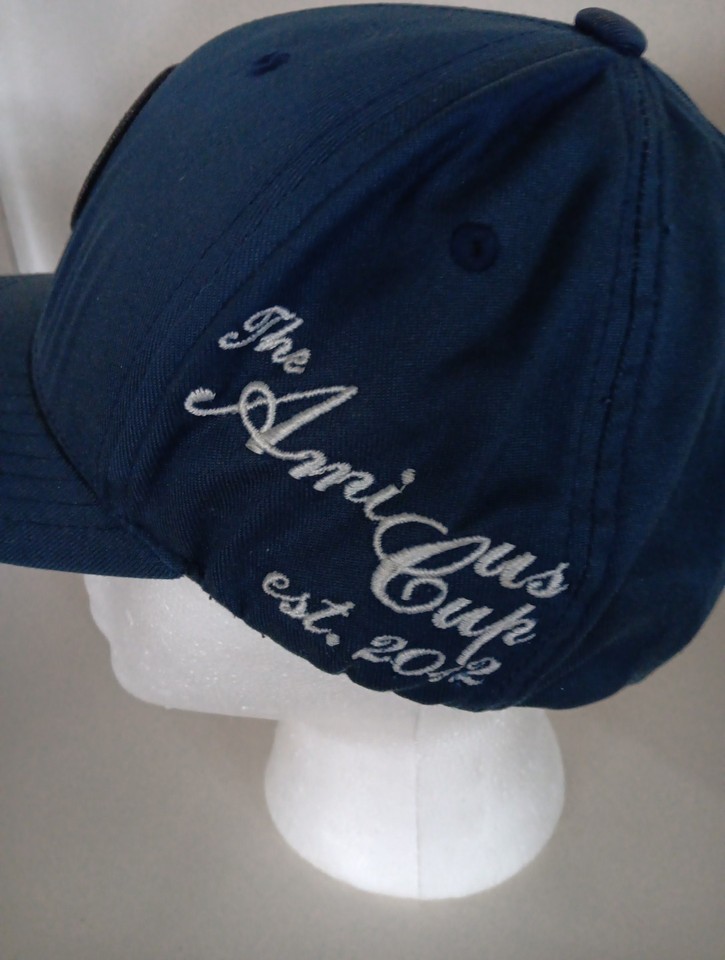 The
Amicus
Cup
est. 2012